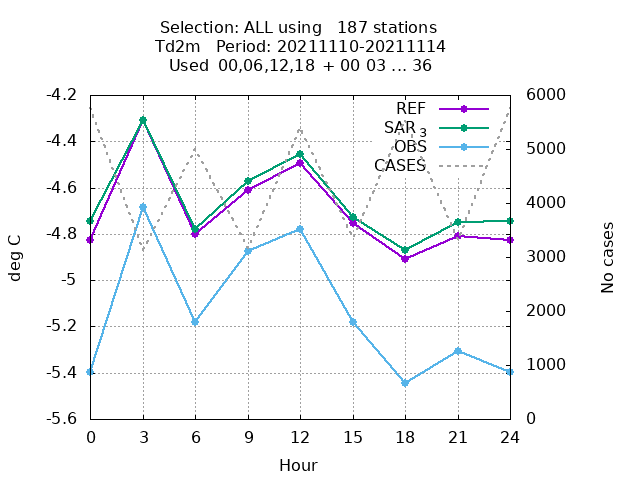 Selection: ALL using   187 stations
Td2m   Period: 20211110-20211114
Used  00,06,12,18 + 00 03 ... 36
-4.2
-4.4
-4.6
-4.8
-5
-5.2
-5.4
-5.6
deg C
6000
5000
4000
3000
2000
1000
0
No cases
REF
SAR 3
OBS
CASES
0 3 6 9 12 15 18 21 24
Hour